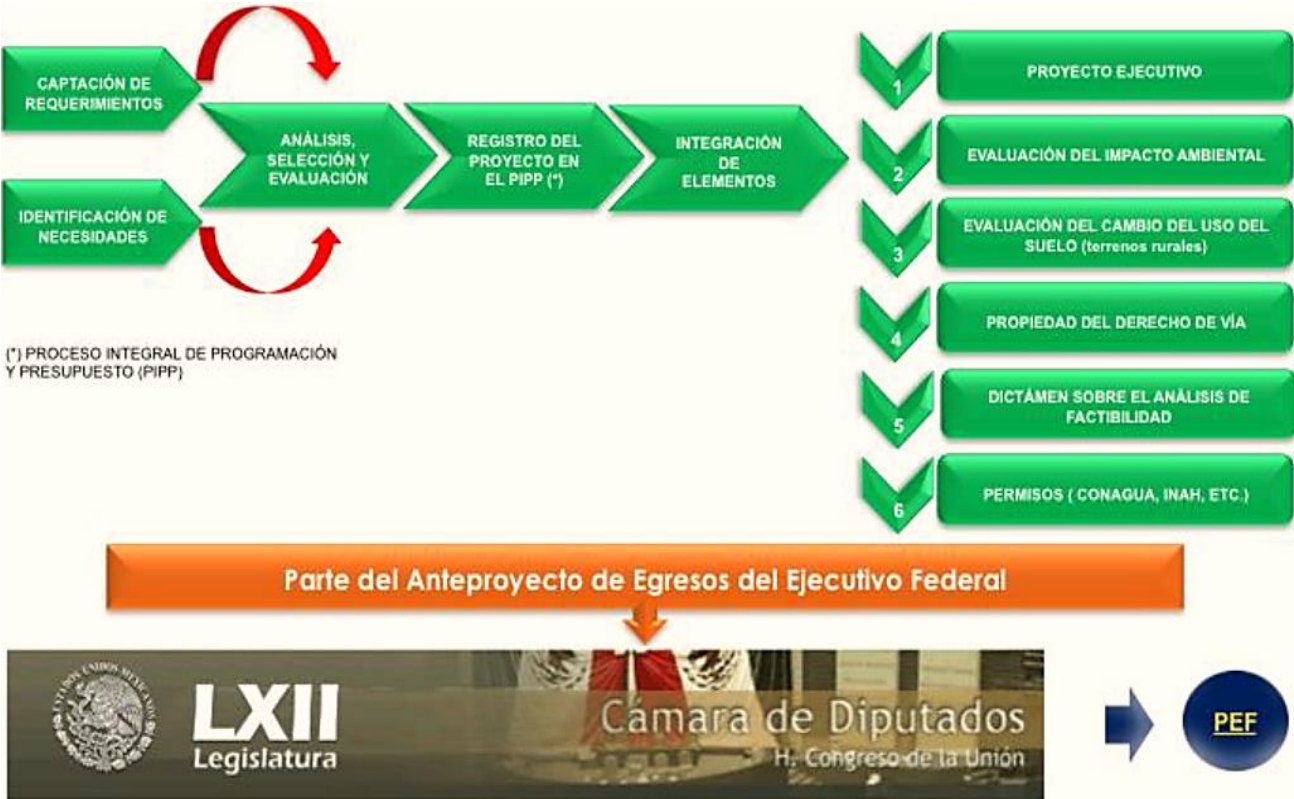 CAPTACIÓN DE
REQUERIMIENTOS
IDENTIFICACIÓN DE
NECESIDADES
ANÁLISIS,
SELECCIÓN Y
EVALUACIÓN
REGISTRO DEL
PROYECTO EN
EL PIPP (*)
INTEGRACIÓN
DE
ELEMENTOS
1
PROYECTO EJECUTIVO
2
EVALUACIÓN DEL IMPACTO AMBIENTAL
3
EVALUACIÓN DEL CAMBIO DEL USO DEL
SUELO (terrenos rurales)
4
PROPIEDAD DEL DERECHO DE VÍA
5
DICTÁMEN SOBRE EL ANÁLISIS DE
FACTIBILIDAD
6
PERMISOS ( CONAGUA, INAH, ETC.)
(*) PROCESO INTEGRAL DE PROGRAMACIÓN
Y PRESUPUESTO (PIPP)
Parte del Anteproyecto de Egresos del Ejecutivo Federal
ESTADOS UNIDOS MEXICANOS
LXII
Legislatura
Cámara de Diputados
H. Congreso de la Unión
PEF